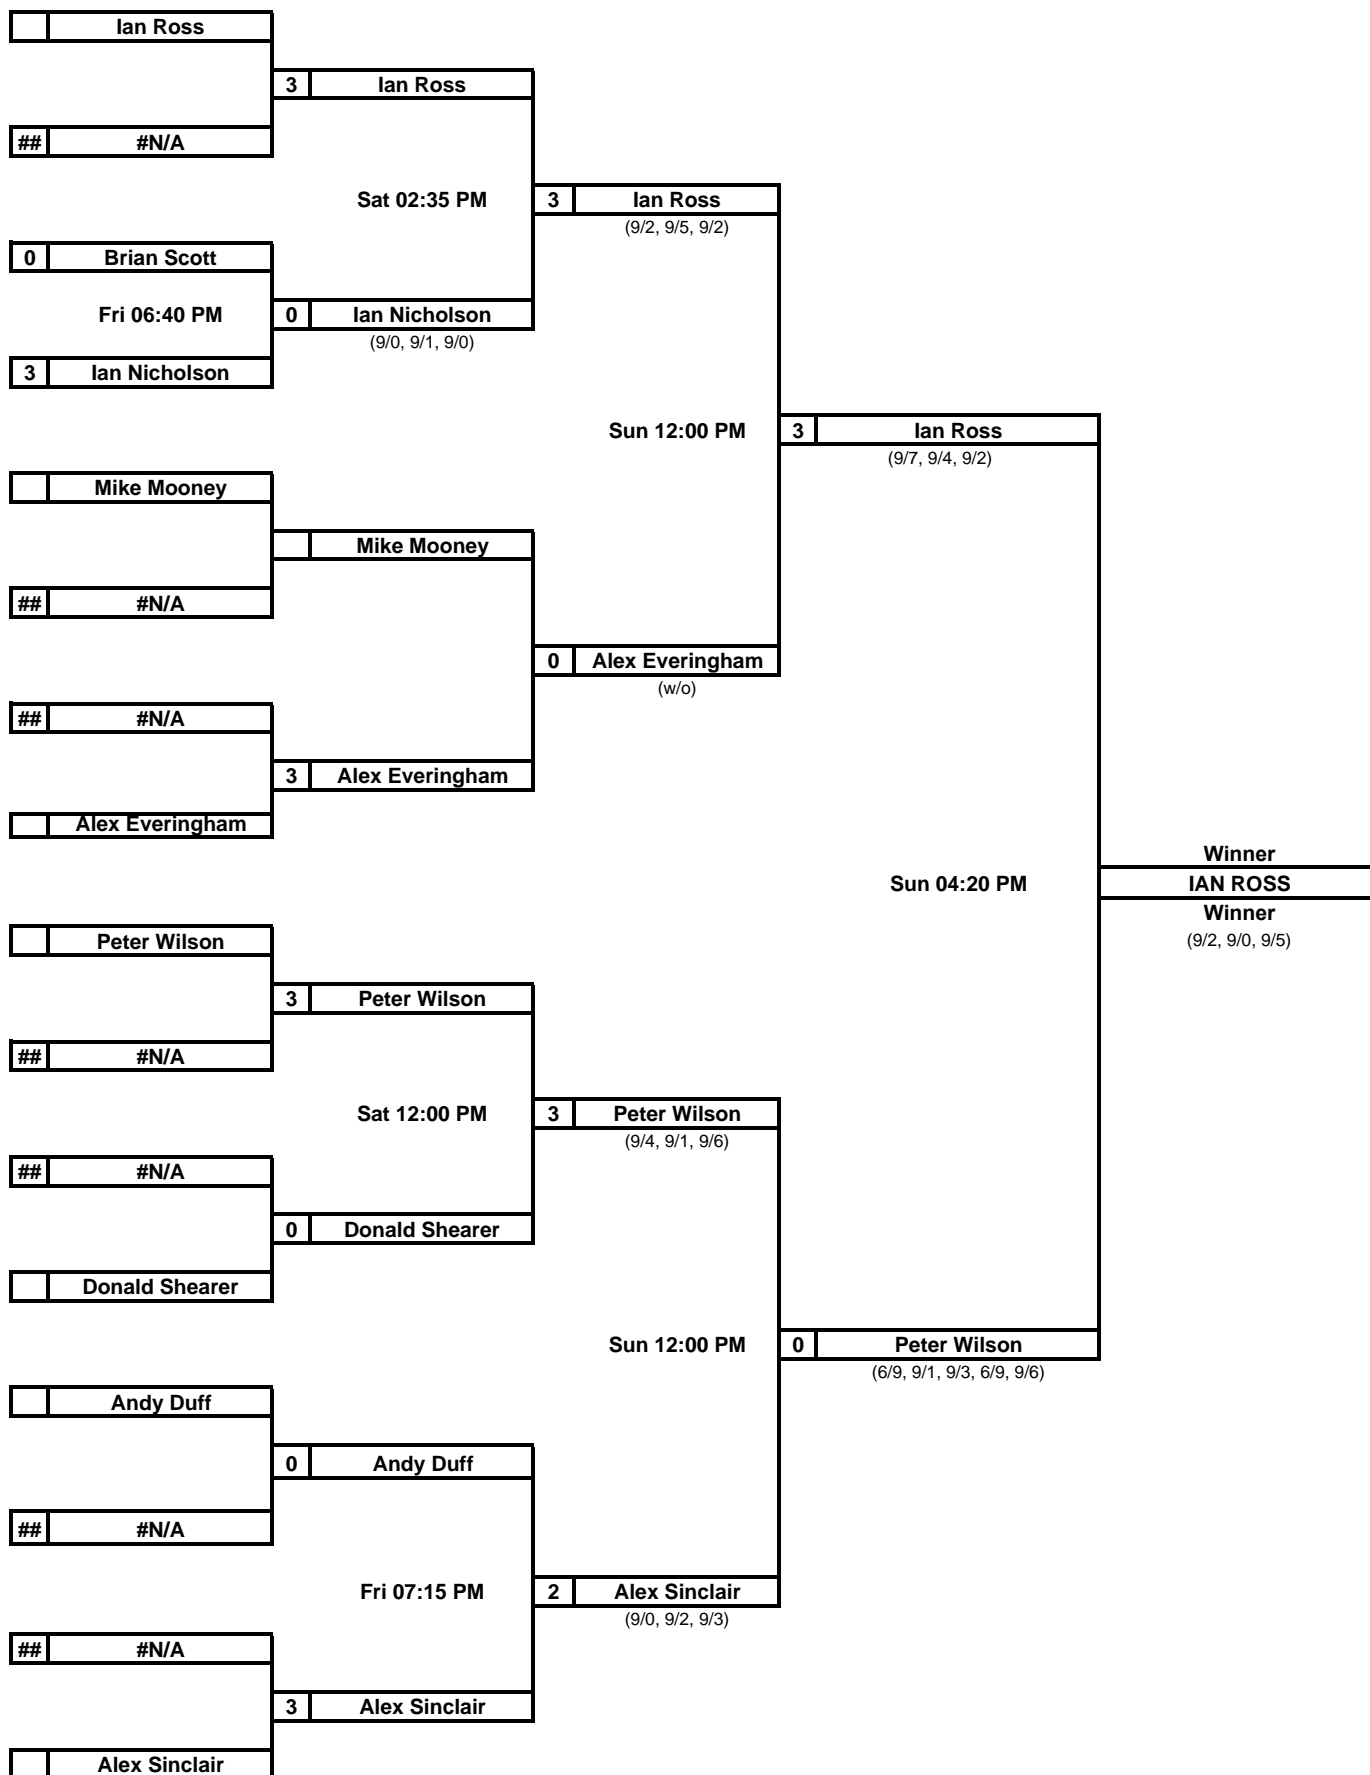 Ian Ross
3 Ian Ross
## #N/A
Sat 02:35 PM 3 Ian Ross
(9/2, 9/5, 9/2)
0 Brian Scott
Fri 06:40 PM 0 Ian Nicholson
(9/0, 9/1, 9/0)
3 Ian Nicholson
Sun 12:00 PM 3 Ian Ross
(9/7, 9/4, 9/2)
Mike Mooney
Mike Mooney
## #N/A
0 Alex Everingham
(w/o)
## #N/A
3 Alex Everingham
Alex Everingham
Winner
Sun 04:20 PM IAN ROSS
Winner
(9/2, 9/0, 9/5)
Peter Wilson
3 Peter Wilson
## #N/A
Sat 12:00 PM 3 Peter Wilson
(9/4, 9/1, 9/6)
## #N/A
0 Donald Shearer
Donald Shearer
Sun 12:00 PM 0 Peter Wilson
(6/9, 9/1, 9/3, 6/9, 9/6)
Andy Duff
0 Andy Duff
## #N/A
Fri 07:15 PM 2 Alex Sinclair
(9/0, 9/2, 9/3)
## #N/A
3 Alex Sinclair
Alex Sinclair